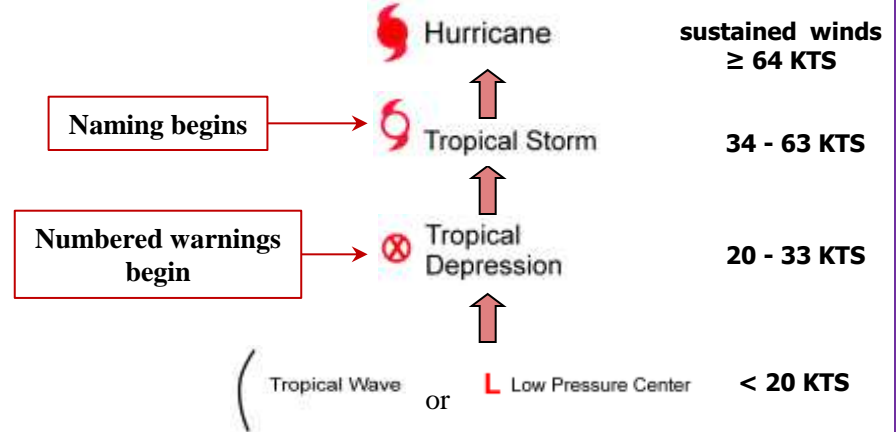 Hurricane
sustained winds
≥ 64 KTS
Naming begins
Tropical Storm
34 - 63 KTS
Numbered warnings
begin
Tropical
Depression
20 - 33 KTS
Tropical Wave or L Low Pressure Center
< 20 KTS